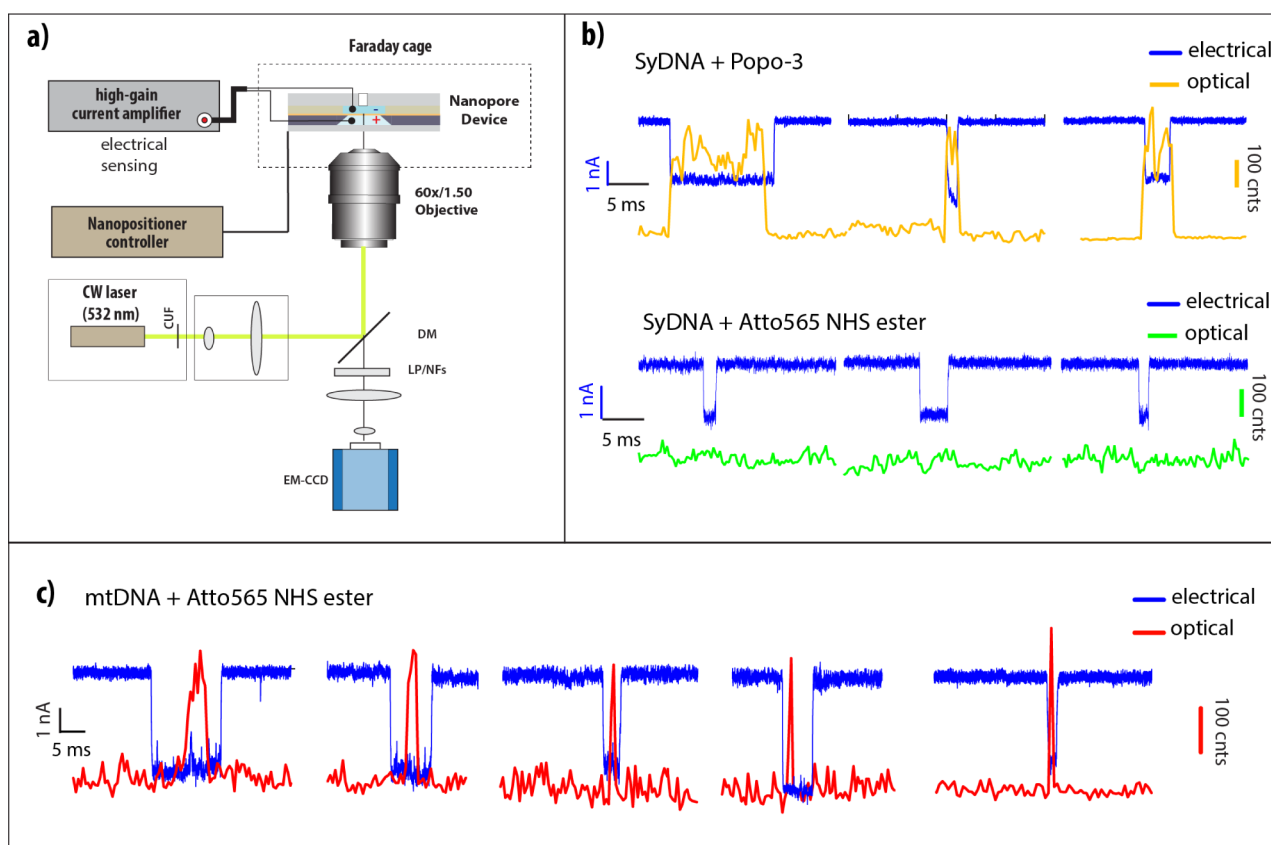 a)
Faraday cage
high-gain
current amplifier
electrical
sensing
-
+
Nanopore
Device
60x/1.50
Objective
Nanopositioner
controller
CW laser
(532 nm)
CUF
DM
LP/NFs
EM-CCD
b)
SyDNA + Popo-3
electrical
optical
1 nA
5 ms
100 cnts
SyDNA + Atto565 NHS ester
electrical
optical
1 nA
5 ms
100 cnts
c)
mtDNA + Atto565 NHS ester
electrical
optical
1 nA
5 ms
100 cnts